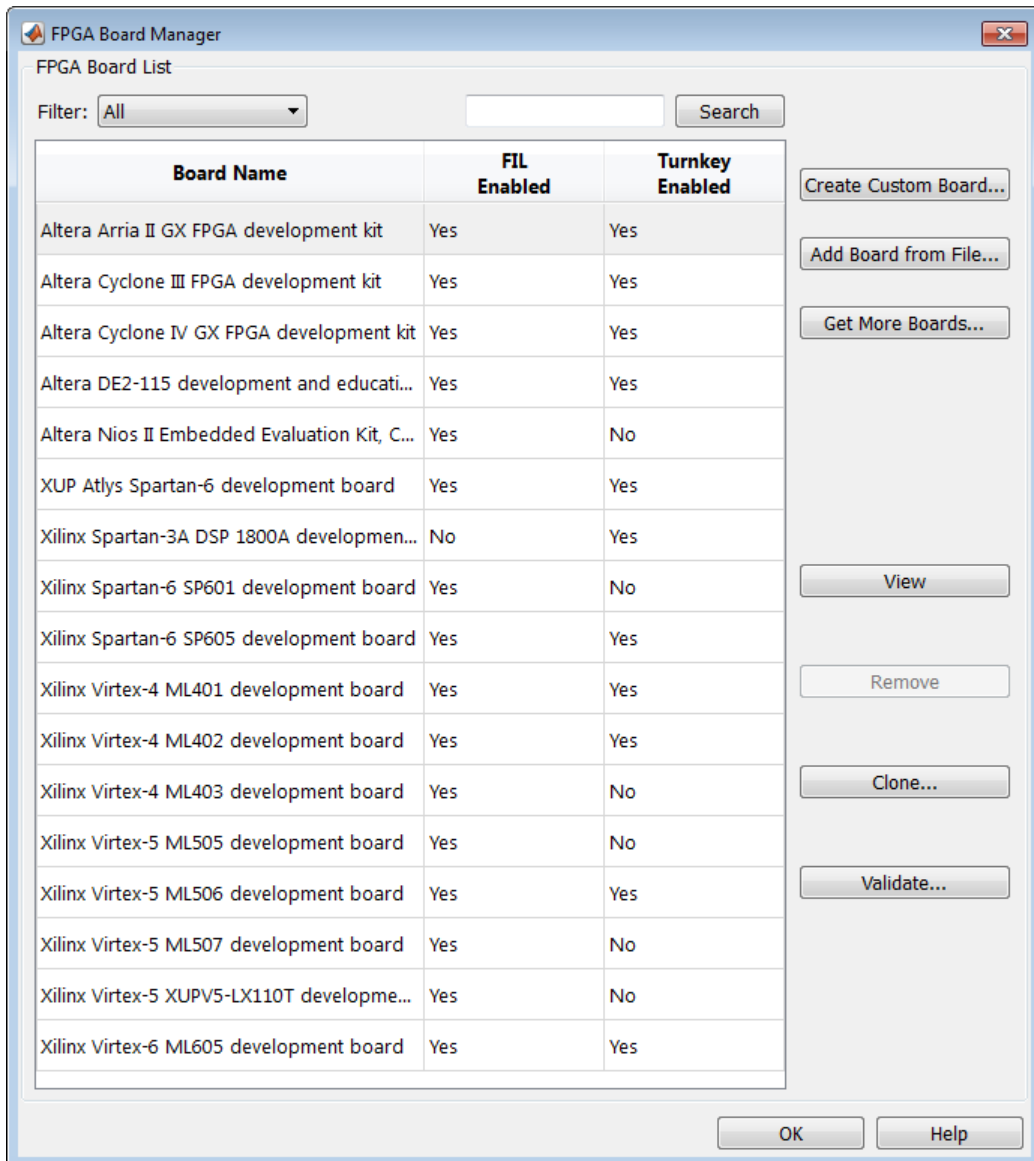 FPGA Board Manager
FPGA Board List
Filter: All Search
Board Name FIL Enabled Turnkey Enabled
Altera Arria II GX FPGA development kit Yes Yes
Altera Cyclone III FPGA development kit Yes Yes
Altera Cyclone IV GX FPGA development kit Yes Yes
Altera DE2-115 development and educati... Yes Yes
Altera Nios II Embedded Evaluation Kit, C... Yes No
XUP Atlys Spartan-6 development board Yes Yes
Xilinx Spartan-3A DSP 1800A developmen... No Yes
Xilinx Spartan-6 SP601 development board Yes No
Xilinx Spartan-6 SP605 development board Yes Yes
Xilinx Virtex-4 ML401 development board Yes Yes
Xilinx Virtex-4 ML402 development board Yes Yes
Xilinx Virtex-4 ML403 development board Yes No
Xilinx Virtex-5 ML505 development board Yes No
Xilinx Virtex-5 ML506 development board Yes Yes
Xilinx Virtex-5 ML507 development board Yes No
Xilinx Virtex-5 XUPV5-LX110T developme... Yes No
Xilinx Virtex-6 ML605 development board Yes Yes
Create Custom Board...
Add Board from File...
Get More Boards...
View
Remove
Clone...
Validate...
OK Help